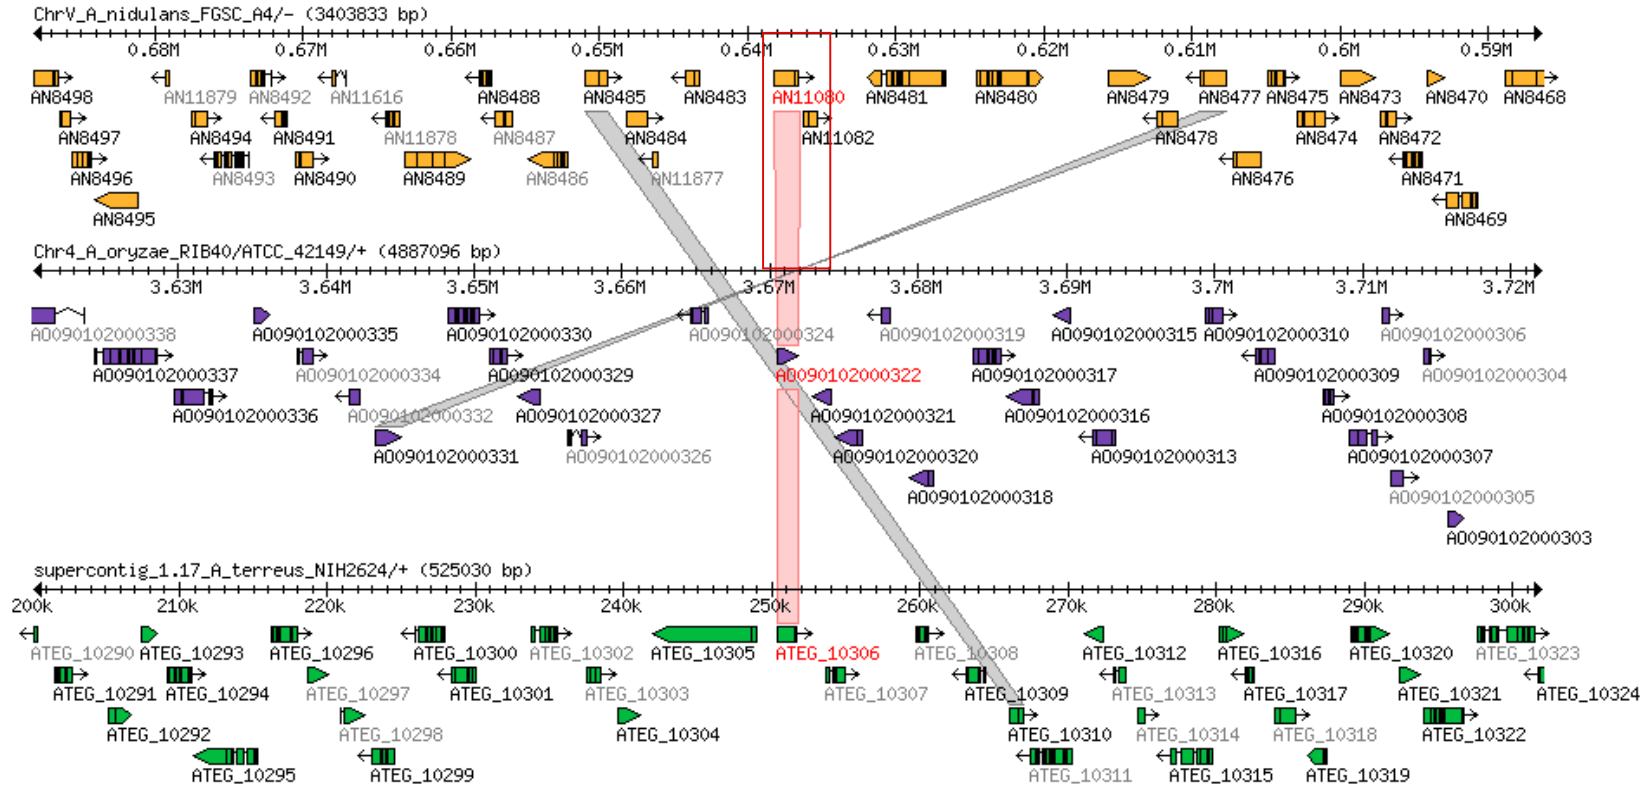 ChrV_A_nidulans_FGSC_A4/- (3403833 bp)
0.68M 0.67M 0.66M 0.65M 0.64M 0.63M 0.62M 0.61M 0.6M 0.59M
AN8498 AN11879 AN8492 AN11616 AN8488 AN8485 AN8483 AN11080 AN8481 AN8480 AN8479 AN8477 AN8475 AN8473 AN8470 AN8468
AN8497 AN8494 AN8491 AN11878 AN8487 AN8484 AN11082 AN8478 AN8474 AN8472
AN8496 AN8493 AN8490 AN8489 AN8486 AN11877 AN8476 AN8471
AN8495 AN8469
Chr4_A_oryzae_RIB40/ATCC_42149/+ (4887096 bp)
3.63M 3.64M 3.65M 3.66M 3.67M 3.68M 3.69M 3.7M 3.71M 3.72M
AO090102000338 AO090102000335 AO090102000330 AO090102000324 AO090102000319 AO090102000315 AO090102000310 AO090102000306
AO090102000337 AO090102000334 AO090102000329 AO090102000322 AO090102000317 AO090102000309 AO090102000304
AO090102000336 AO090102000332 AO090102000327 AO090102000321 AO090102000316 AO090102000308
AO090102000331 AO090102000326 AO090102000320 AO090102000313 AO090102000307
AO090102000318 AO090102000305
AO090102000303
supercontig_1.17_A_terreus_NIH2624/+ (525030 bp)
200k 210k 220k 230k 240k 250k 260k 270k 280k 290k 300k
ATEG_10290 ATEG_10293 ATEG_10296 ATEG_10300 ATEG_10302 ATEG_10305 ATEG_10306 ATEG_10308 ATEG_10312 ATEG_10316 ATEG_10320 ATEG_10323
ATEG_10291 ATEG_10294 ATEG_10297 ATEG_10301 ATEG_10303 ATEG_10307 ATEG_10309 ATEG_10313 ATEG_10317 ATEG_10321 ATEG_10324
ATEG_10292 ATEG_10298 ATEG_10304 ATEG_10310 ATEG_10314 ATEG_10318 ATEG_10322
ATEG_10295 ATEG_10299 ATEG_10311 ATEG_10315 ATEG_10319